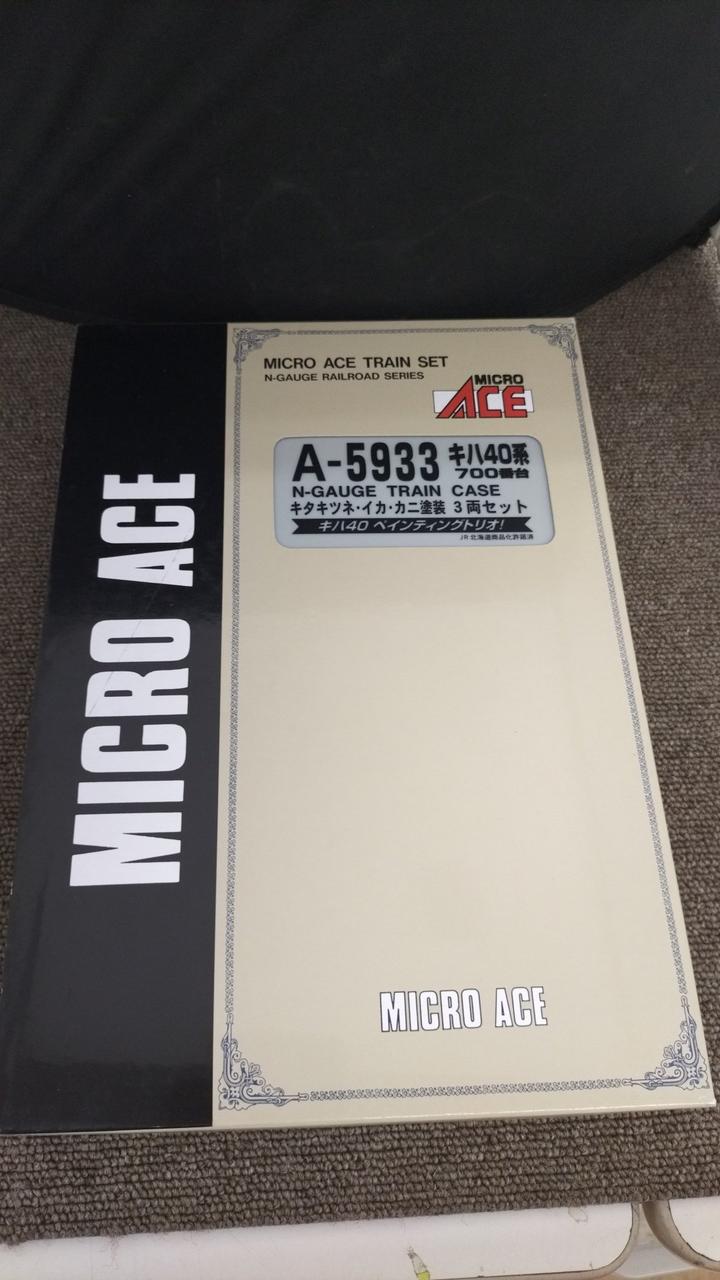 MICRO ACE TRAIN SET
N-GAUGE RAILROAD SERIES
MICRO
ACE
A-5933 キハ40系
700番台
N-GAUGE TRAIN CASE
キタキツネ・イカ・カニ塗装 3両セット
キハ40 ペインティングトリオ!
JR北海道商品化許諾済
MICRO ACE
MICRO ACE